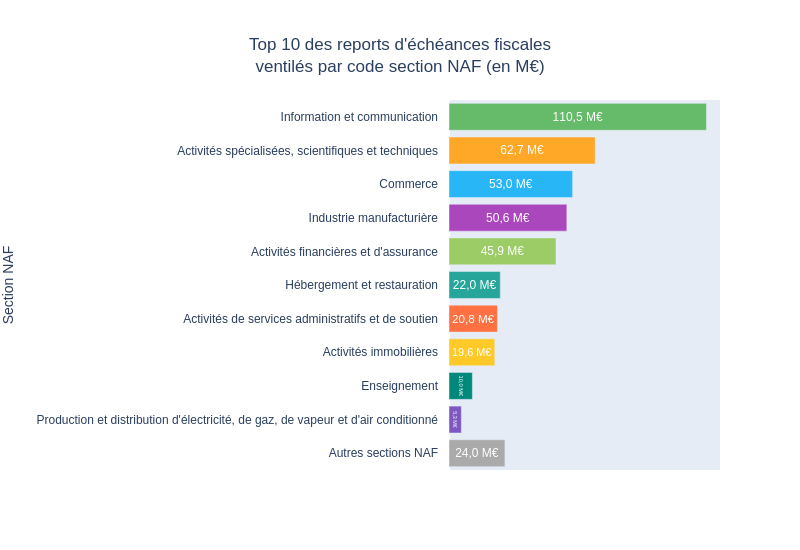 Top 10 des reports d'échéances fiscales
ventilés par code section NAF (en M€)
Section NAF
Information et communication 110,5 M€
Activités spécialisées, scientifiques et techniques 62,7 M€
Commerce 53,0 M€
Industrie manufacturière 50,6 M€
Activités financières et d'assurance 45,9 M€
Hébergement et restauration 22,0 M€
Activités de services administratifs et de soutien 20,8 M€
Activités immobilières 19,6 M€
Enseignement 10,0 M€
Production et distribution d'électricité, de gaz, de vapeur et d'air conditionné M€
Autres sections NAF 24,0 M€